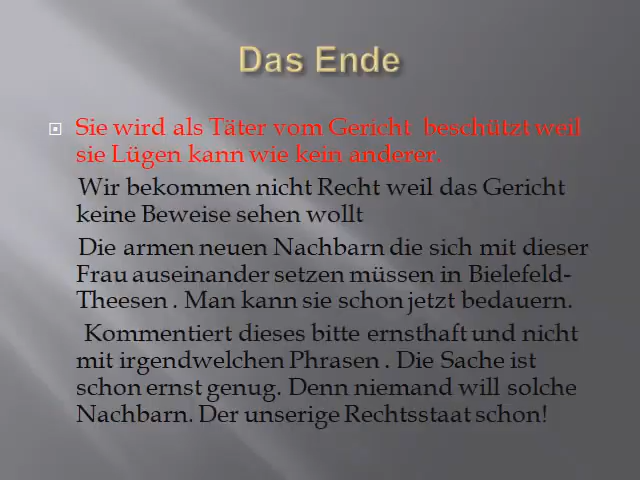 Das Ende
Sie wird als Täter vom Gericht beschützt weil
sie Lügen kann wie kein anderer.
Wir bekommen nicht Recht weil das Gericht
keine Beweise sehen wollt
Die armen neuen Nachbarn die sich mit dieser
Frau auseinander setzen müssen in Bielefeld-
Theesen . Man kann sie schon jetzt bedauern.
Kommentiert dieses bitte ernsthaft und nicht
mit irgendwelchen Phrasen . Die Sache ist
schon ernst genug. Denn niemand will solche
Nachbarn. Der unserige Rechtsstaat schon!